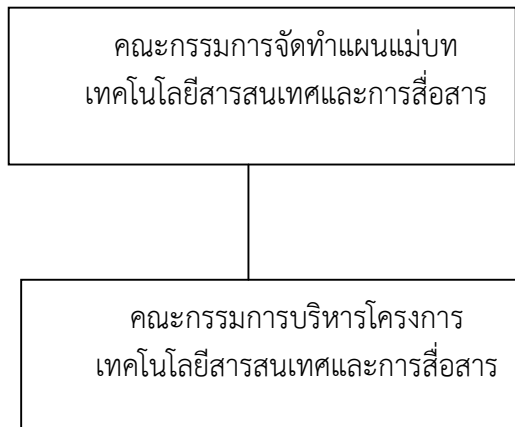 คณะกรรมการจัดทำแผนแม่บท
เทคโนโลยีสารสนเทศและการสื่อสาร
คณะกรรมการบริหารโครงการ
เทคโนโลยีสารสนเทศและการสื่อสาร